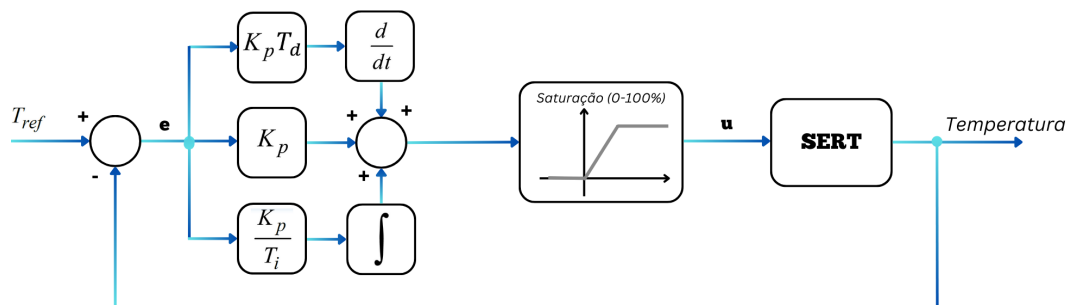 K_p T_d
d
dt
T_ref
+
-
e
K_p
+
+
+
K_p
T_i
∫
Saturação (0-100%)
u
SERT
Temperatura